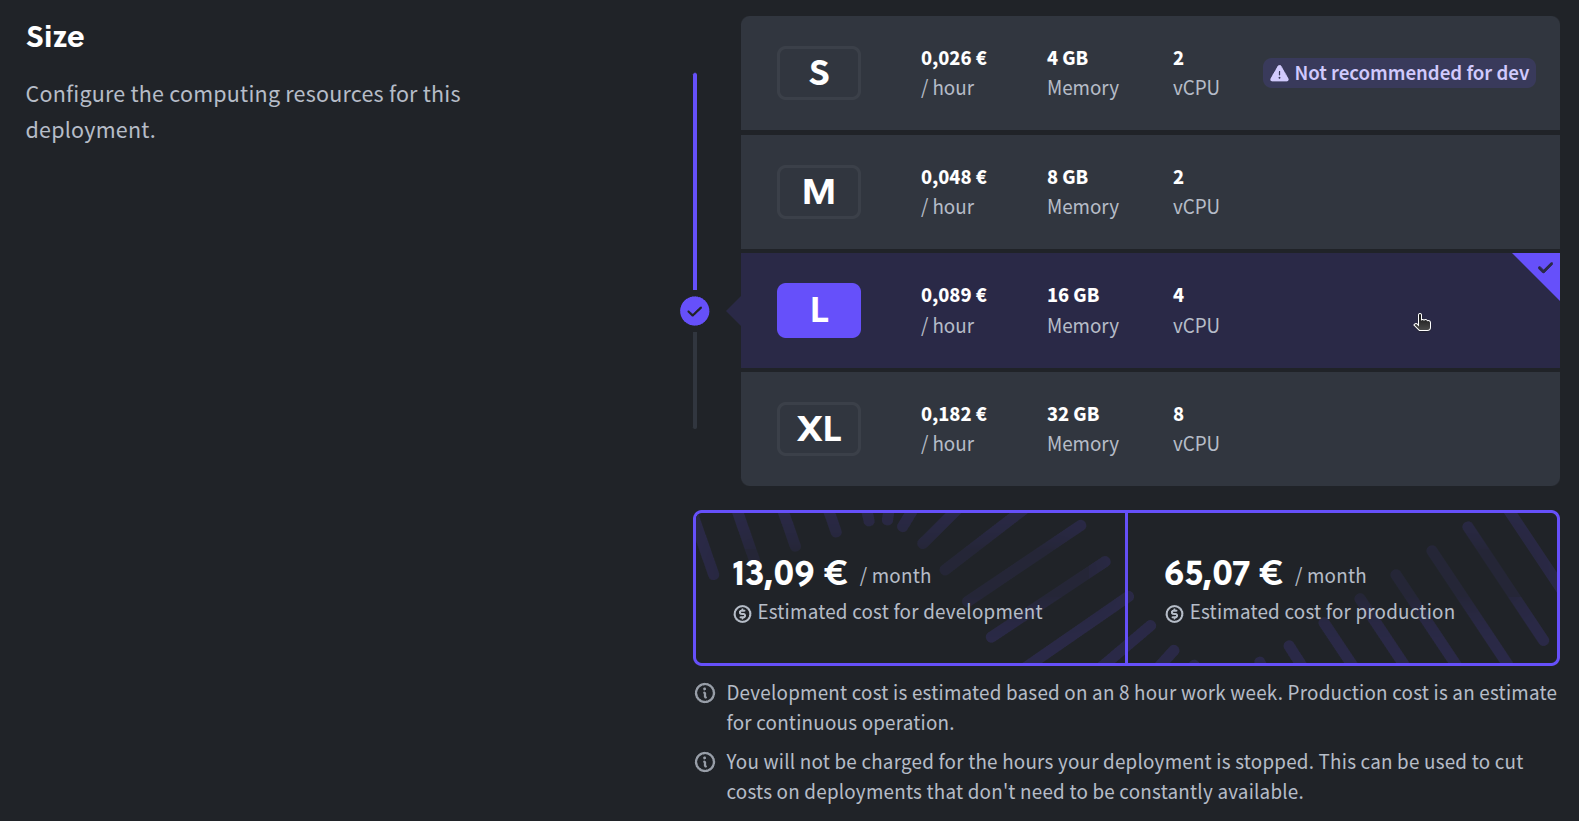 Size
Configure the computing resources for this
deployment.
S
0,026 €
/ hour
4 GB
Memory
2
vCPU
Not recommended for dev
M
0,048 €
/ hour
8 GB
Memory
2
vCPU
L
0,089 €
/ hour
16 GB
Memory
4
vCPU
XL
0,182 €
/ hour
32 GB
Memory
8
vCPU
13,09 € / month
Estimated cost for development
65,07 € / month
Estimated cost for production
Development cost is estimated based on an 8 hour work week. Production cost is an estimate
for continuous operation.
You will not be charged for the hours your deployment is stopped. This can be used to cut
costs on deployments that don't need to be constantly available.